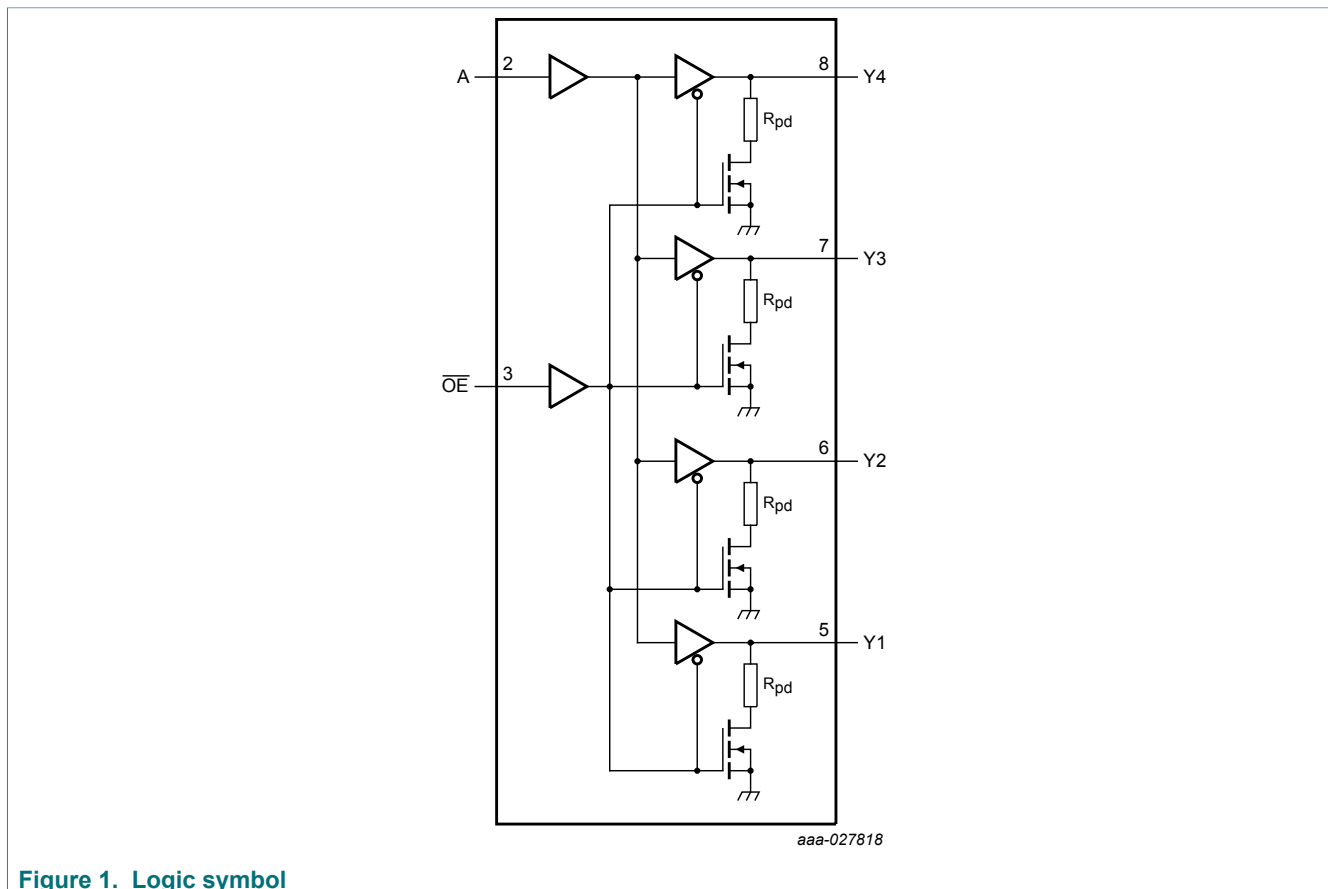 A 2 8 Y4
Rpd
7 Y3
Rpd
O̅E̅ 3
6 Y2
Rpd
5 Y1
Rpd
aaa-027818
Figure 1. Logic symbol